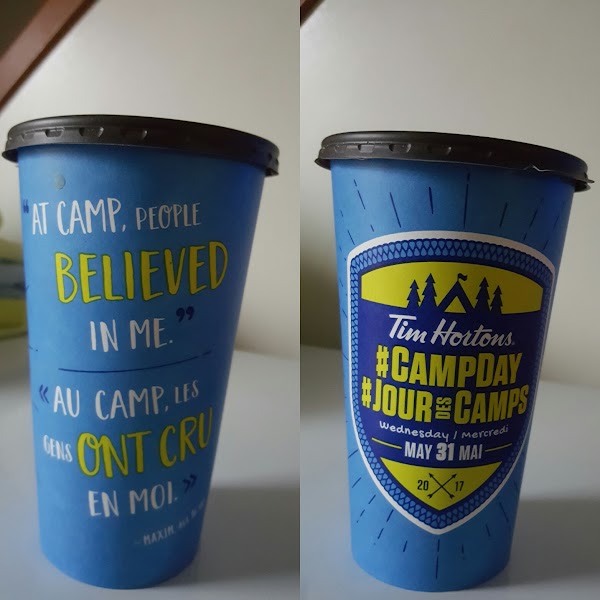 “AT CAMP, PEOPLE
BELIEVED
IN ME.”
« AU CAMP, LES
GENS ONT CRU
EN MOI. »
- MAXIM,
Tim Hortons.
#CAMPDAY
#JOUR DES CAMPS
wednesday / mercredi
MAY 31 MAI
20 17